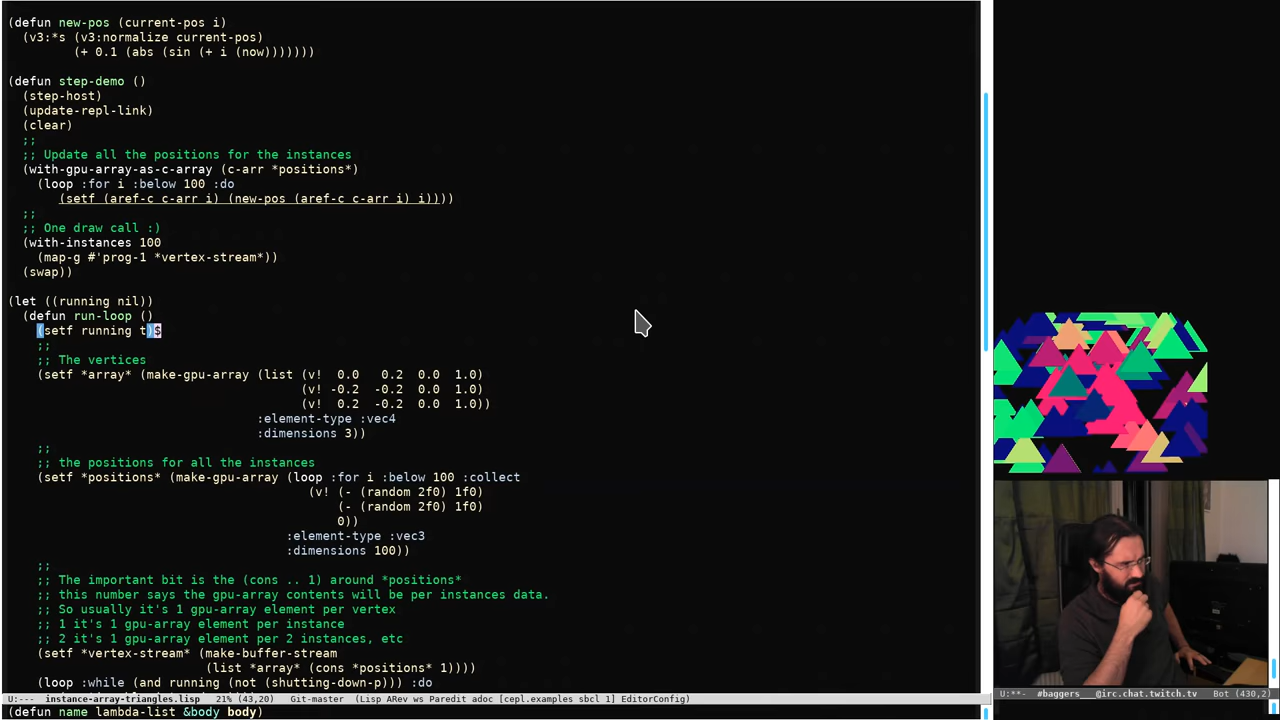 (defun new-pos (current-pos i)
(v3:*s (v3:normalize current-pos)
(+ 0.1 (abs (sin (+ i (now)))))))
(defun step-demo ()
(step-host)
(update-repl-link)
(clear)
;;
;; Update all the positions for the instances
(with-gpu-array-as-c-array (c-arr *positions*)
(loop :for i :below 100 :do
(setf (aref-c c-arr i) (new-pos (aref-c c-arr i) i))))
;;
;; One draw call :)
(with-instances 100
(map-g #'prog-1 *vertex-stream*))
(swap))
(let ((running nil))
(defun run-loop ()
(setf running t)$
;;
;; The vertices
(setf *array* (make-gpu-array (list (v!  0.0   0.2  0.0  1.0)
(v! -0.2  -0.2  0.0  1.0)
(v!  0.2  -0.2  0.0  1.0))
:element-type :vec4
:dimensions 3))
;;
;; the positions for all the instances
(setf *positions* (make-gpu-array (loop :for i :below 100 :collect
(v! (- (random 2f0) 1f0)
(- (random 2f0) 1f0)
0))
:element-type :vec3
:dimensions 100))
;;
;; The important bit is the (cons .. 1) around *positions*
;; this number says the gpu-array contents will be per instances data.
;; So usually it's 1 gpu-array element per vertex
;; 1 it's 1 gpu-array element per instance
;; 2 it's 1 gpu-array element per 2 instances, etc
(setf *vertex-stream* (make-buffer-stream
(list *array* (cons *positions* 1))))
(loop :while (and running (not (shutting-down-p))) :do
U:---  instance-array-triangles.lisp   21% (43,20)   Git-master  (Lisp ARev ws Paredit adoc [cepl.examples sbcl 1] EditorConfig)
U:**-  #baggers___@irc.chat.twitch.tv   Bot (430,2)
(defun name lambda-list &body body)